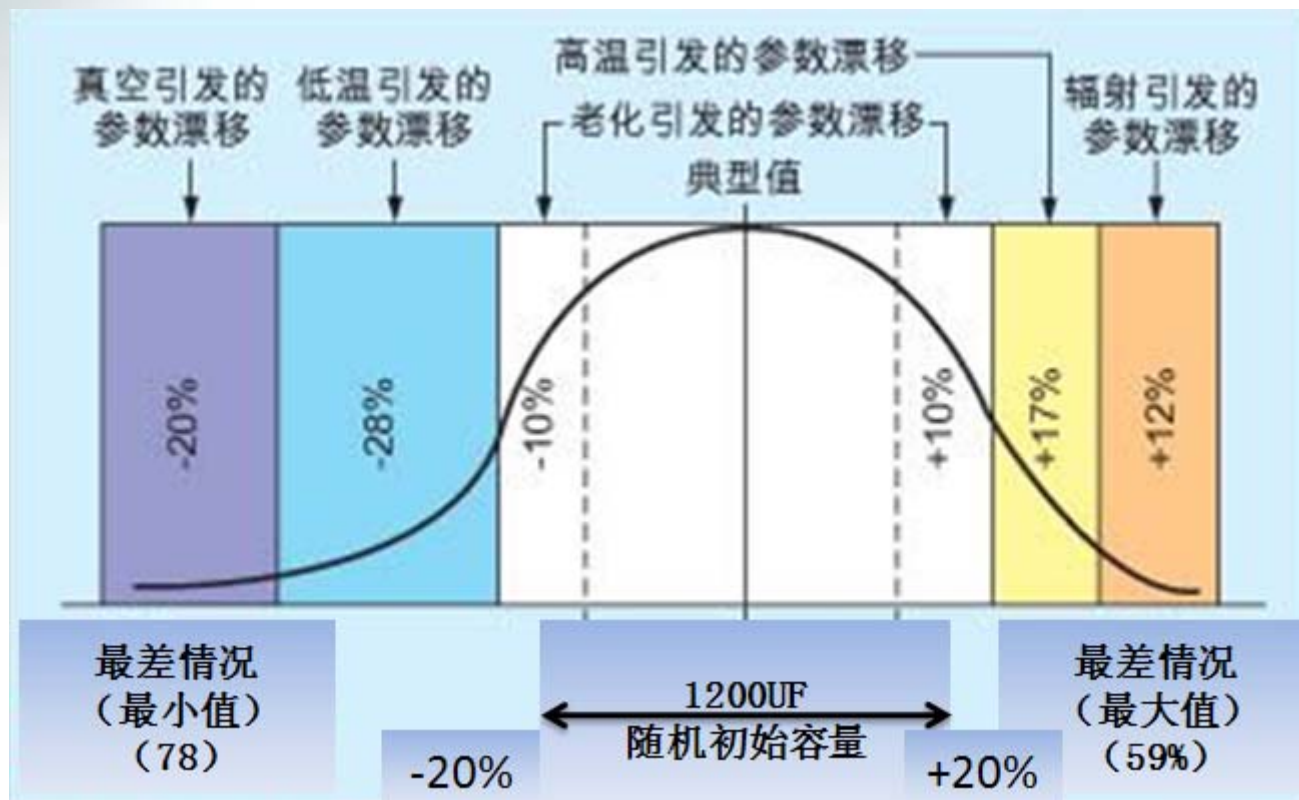 真空引发的
参数漂移
低温引发的
参数漂移
高温引发的参数漂移
老化引发的参数漂移
典型值
辐射引发的
参数漂移
-20%
-28%
-10%
+10%
+17%
+12%
最差情况
（最小值）
（78）
1200UF
随机初始容量
-20%
+20%
最差情况
（最大值）
（59%）